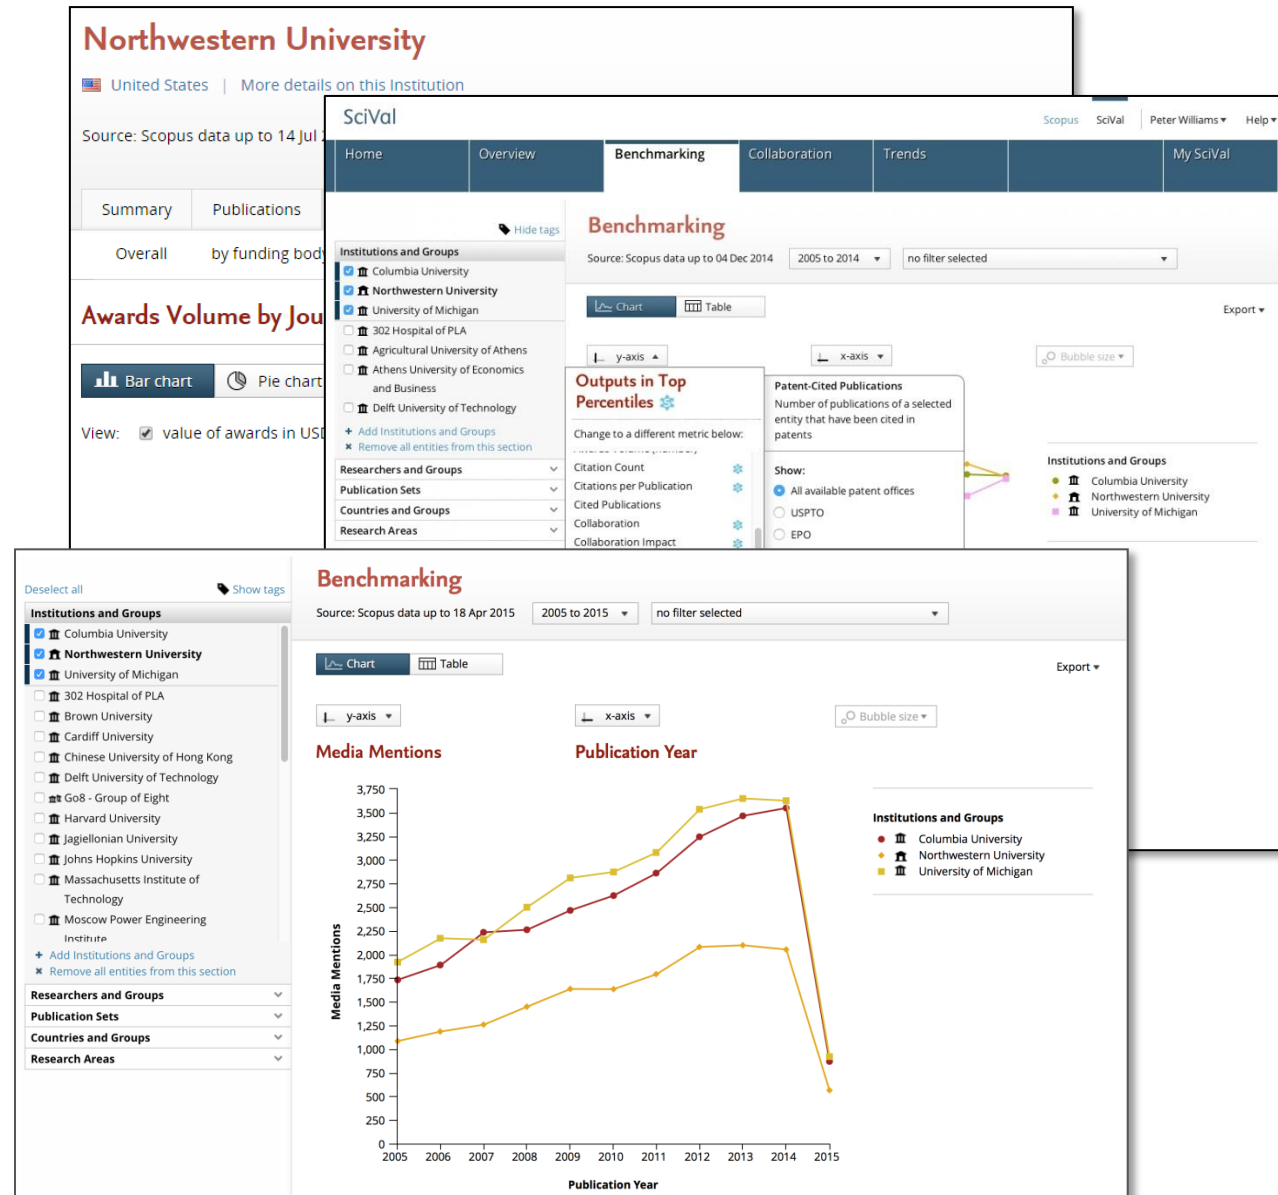 Northwestern University
United States | More details on this Institution
Source: Scopus data up to 14 Jul
Summary Publications
Overall by funding body
Awards Volume by Jou
Bar chart Pie chart
View: value of awards in USD
SciVal
Scopus SciVal Peter Williams Help
Home Overview Benchmarking Collaboration Trends My SciVal
Hide tags
Institutions and Groups
Columbia University
Northwestern University
University of Michigan
302 Hospital of PLA
Agricultural University of Athens
Athens University of Economics
and Business
Delft University of Technology
+ Add Institutions and Groups
× Remove all entities from this section
Researchers and Groups
Publication Sets
Countries and Groups
Research Areas
Benchmarking
Source: Scopus data up to 04 Dec 2014 2005 to 2014 no filter selected
Chart Table
Export
y-axis x-axis Bubble size
Outputs in Top
Percentiles
Change to a different metric below:
Awards Volume (number)
Citation Count
Citations per Publication
Cited Publications
Collaboration
Collaboration Impact
Patent-Cited Publications
Number of publications of a selected
entity that have been cited in
patents
Show:
All available patent offices
USPTO
EPO
Institutions and Groups
Columbia University
Northwestern University
University of Michigan
Deselect all Show tags
Institutions and Groups
Columbia University
Northwestern University
University of Michigan
302 Hospital of PLA
Brown University
Cardiff University
Chinese University of Hong Kong
Delft University of Technology
Go8 - Group of Eight
Harvard University
Jagiellonian University
Johns Hopkins University
Massachusetts Institute of
Technology
Moscow Power Engineering
Institute
+ Add Institutions and Groups
× Remove all entities from this section
Researchers and Groups
Publication Sets
Countries and Groups
Research Areas
Benchmarking
Source: Scopus data up to 18 Apr 2015 2005 to 2015 no filter selected
Chart Table
Export
y-axis x-axis Bubble size
Media Mentions Publication Year
3,750
3,500
3,250
3,000
2,750
2,500
2,250
2,000
1,750
1,500
1,250
1,000
750
500
250
0
Media Mentions
2005 2006 2007 2008 2009 2010 2011 2012 2013 2014 2015
Publication Year
Institutions and Groups
Columbia University
Northwestern University
University of Michigan